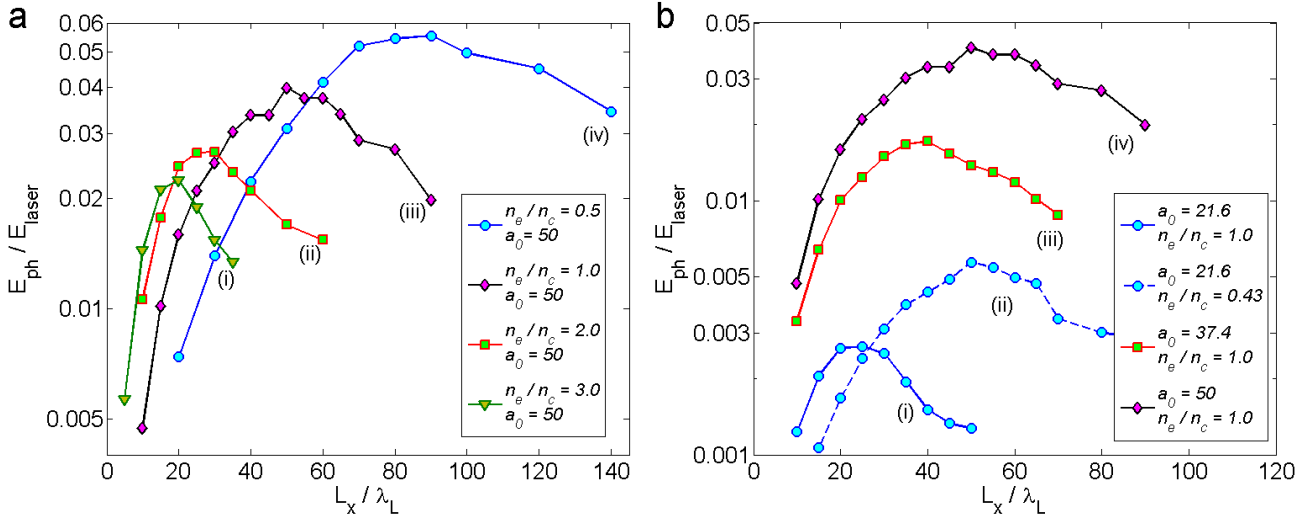 a
0.06
0.05
0.04
0.03
0.02
0.01
0.005
E_ph / E_laser
0 20 40 60 80 100 120 140
L_x / λ_L
(i)
(ii)
(iii)
(iv)
n_e / n_c = 0.5
a_0 = 50
n_e / n_c = 1.0
a_0 = 50
n_e / n_c = 2.0
a_0 = 50
n_e / n_c = 3.0
a_0 = 50
b
0.05
0.03
0.01
0.005
0.003
0.001
E_ph / E_laser
0 20 40 60 80 100 120
L_x / λ_L
(iv)
(iii)
(ii)
(i)
a_0 = 21.6
n_e / n_c = 1.0
a_0 = 21.6
n_e / n_c = 0.43
a_0 = 37.4
n_e / n_c = 1.0
a_0 = 50
n_e / n_c = 1.0